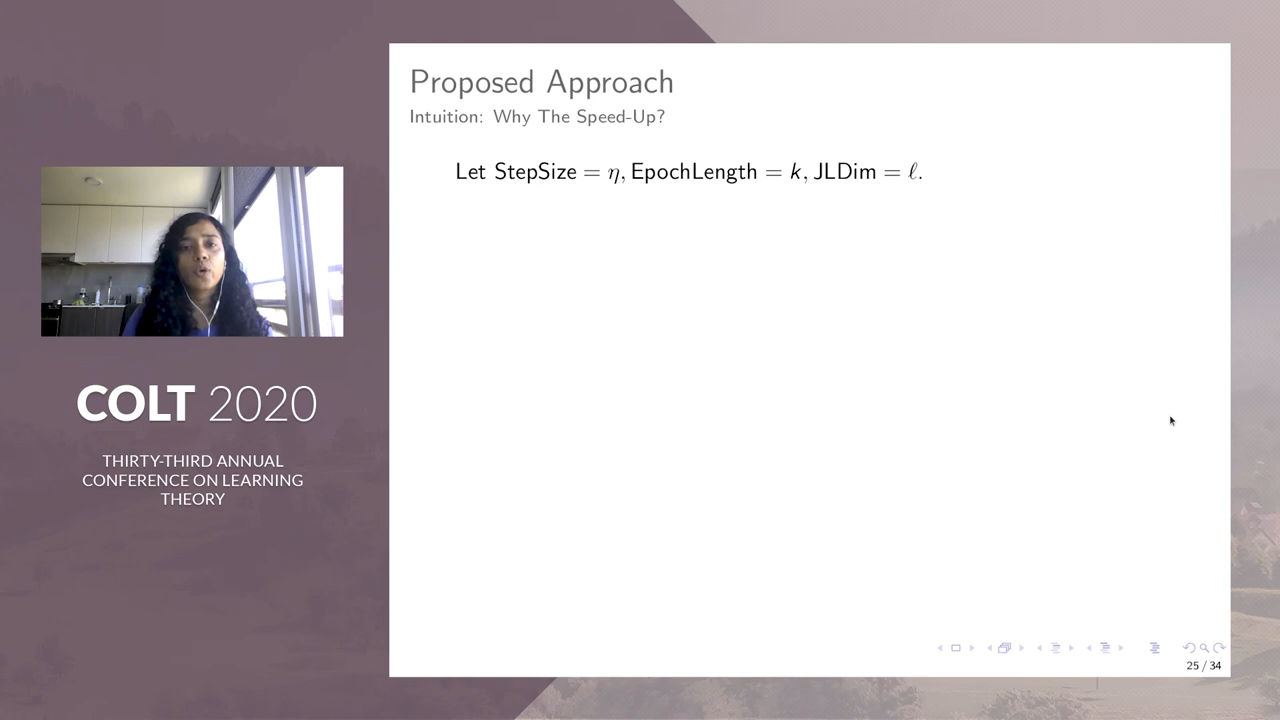 Proposed Approach
Intuition: Why The Speed-Up?
Let StepSize = η, EpochLength = k, JLDim = ℓ.
COLT 2020
THIRTY-THIRD ANNUAL
CONFERENCE ON LEARNING
THEORY
25 / 34